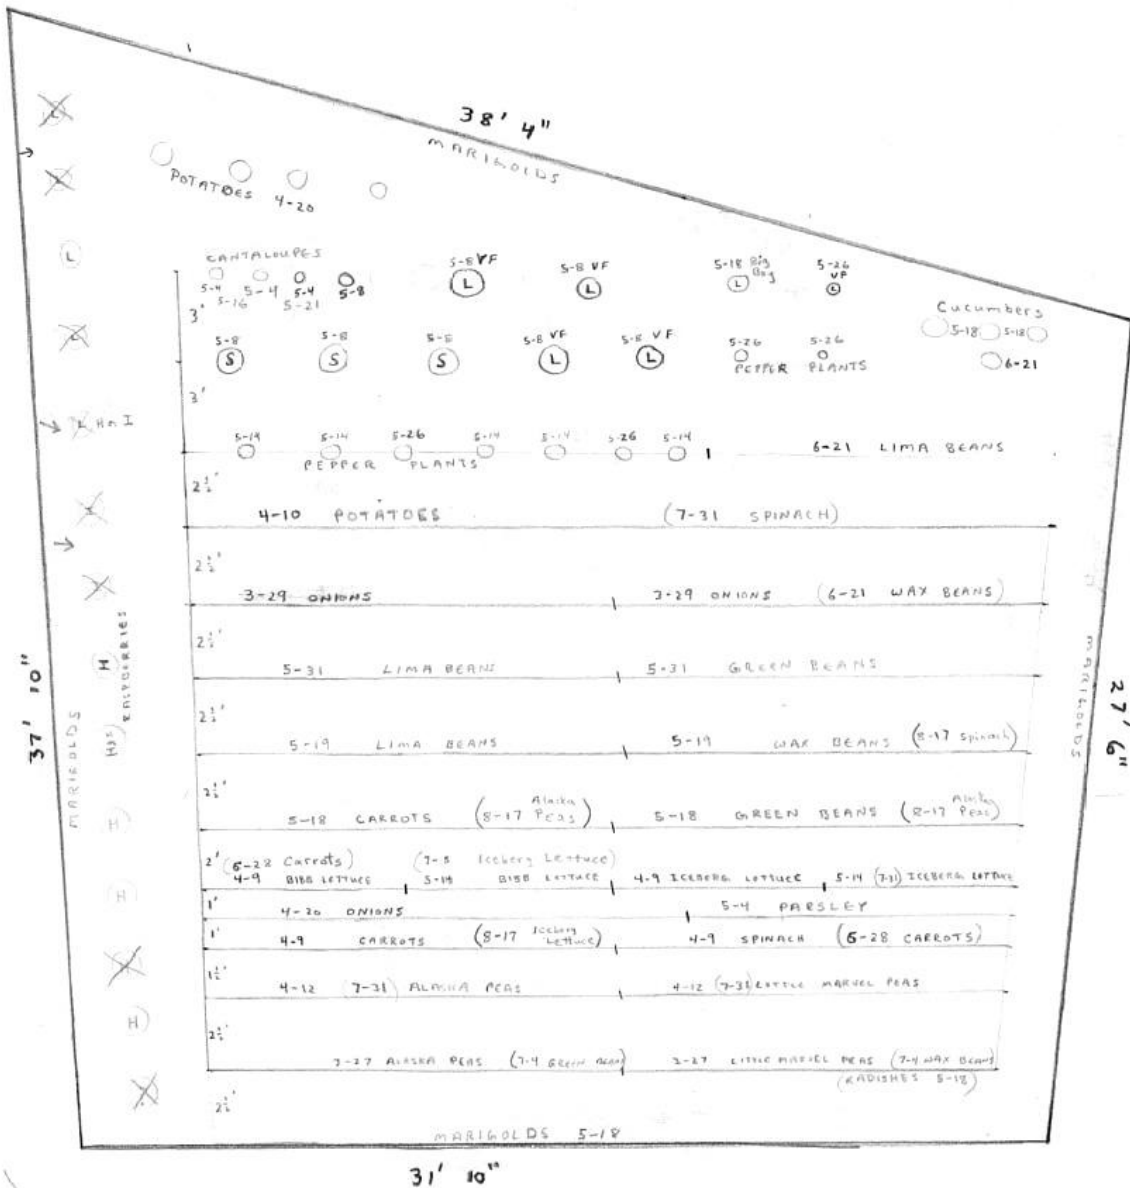 38' 4"
MARIGOLDS
L
POTATOES 4-20
CANTALOUPES
5-4 5-4 5-4 5-8
5-16 5-21
5-8 VF 5-8 VF 5-18 Big Boy 5-26 VF
L L L L
3'
Cucumbers
5-18 5-18
6-21
5-8 5-8 5-8 5-8 VF 5-8 VF 5-26 5-26
S S S L L
PEPPER PLANTS
3'
5-14 5-14 5-26 5-14 5-14 5-26 5-14
PEPPER PLANTS
6-21 LIMA BEANS
2½'
4-10 POTATOES (7-31 SPINACH)
2½'
3-29 ONIONS 3-29 ONIONS (6-21 WAX BEANS)
2½'
5-31 LIMA BEANS 5-31 GREEN BEANS
2½'
5-19 LIMA BEANS 5-19 WAX BEANS (8-17 Spinach)
2½'
5-18 CARROTS (8-17 Alaska Peas) 5-18 GREEN BEANS (8-17 Alaska Peas)
2' (6-28 Carrots) (7-5 Iceberg Lettuce)
4-9 BIBB LETTUCE 5-14 BIBB LETTUCE 4-9 ICEBERG LETTUCE 5-14 (7-31) ICEBERG LETTUCE
1'
4-20 ONIONS 5-4 PARSLEY
1'
4-9 CARROTS (8-17 Iceberg Lettuce) 4-9 SPINACH (6-28 CARROTS)
1½'
4-12 (7-31) ALASKA PEAS 4-12 (7-31) LITTLE MARVEL PEAS
2½'
3-27 ALASKA PEAS (7-4 GREEN BEANS) 3-27 LITTLE MARVEL PEAS (7-4 WAX BEANS)
(RADISHES 5-18)
2½'
MARIGOLDS 5-18
31' 10"
37' 10"
MARIGOLDS
RASPBERRIES
H
H
H
H
MARIGOLDS
27' 6"